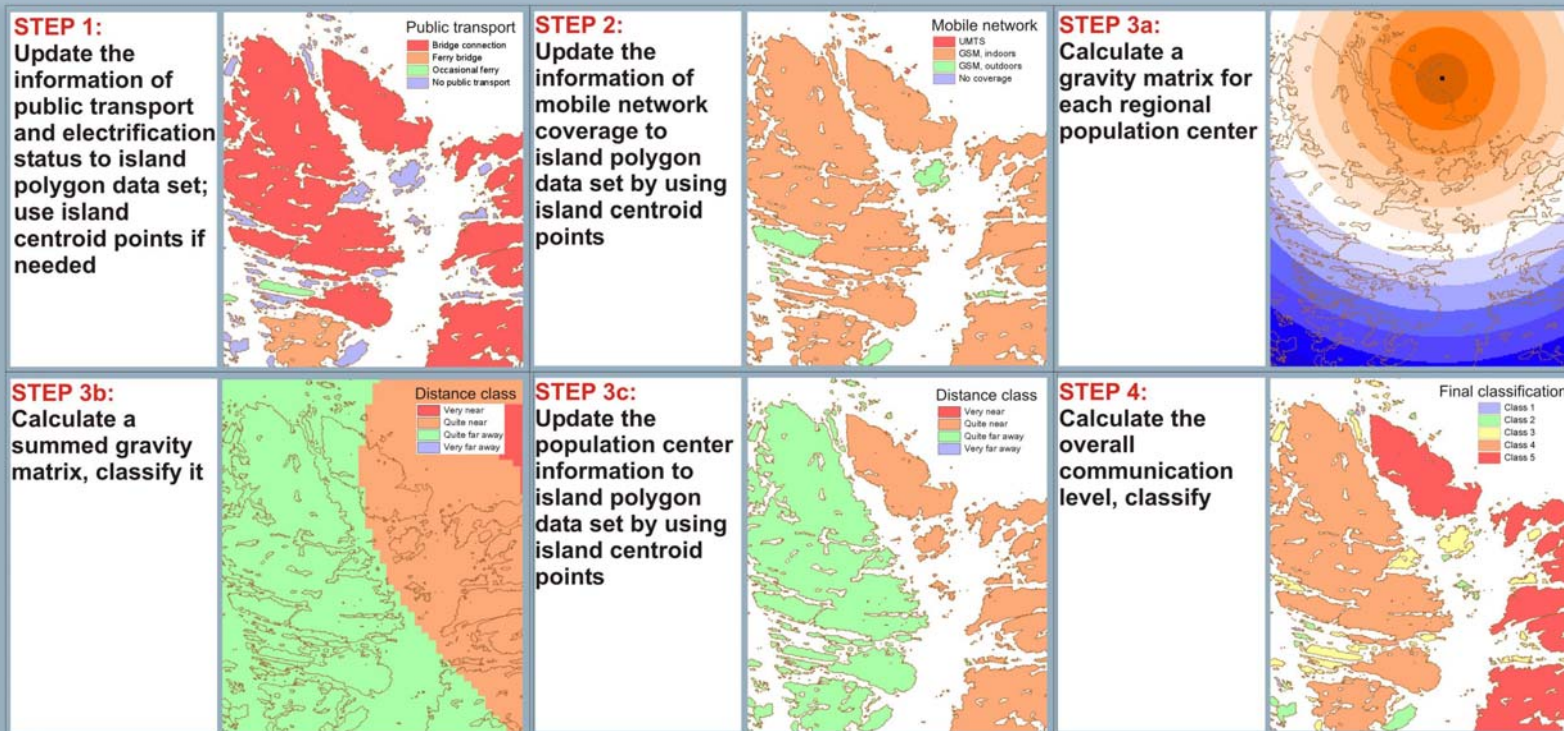 STEP 1:
Update the
information of
public transport
and electrification
status to island
polygon data set;
use island
centroid points if
needed
Public transport
Bridge connection
Ferry bridge
Occasional ferry
No public transport
STEP 2:
Update the
information of
mobile network
coverage to
island polygon
data set by using
island centroid
points
Mobile network
UMTS
GSM, indoors
GSM, outdoors
No coverage
STEP 3a:
Calculate a
gravity matrix for
each regional
population center
STEP 3b:
Calculate a
summed gravity
matrix, classify it
Distance class
Very near
Quite near
Quite far away
Very far away
STEP 3c:
Update the
population center
information to
island polygon
data set by using
island centroid
points
Distance class
Very near
Quite near
Quite far away
Very far away
STEP 4:
Calculate the
overall
communication
level, classify
Final classification
Class 1
Class 2
Class 3
Class 4
Class 5